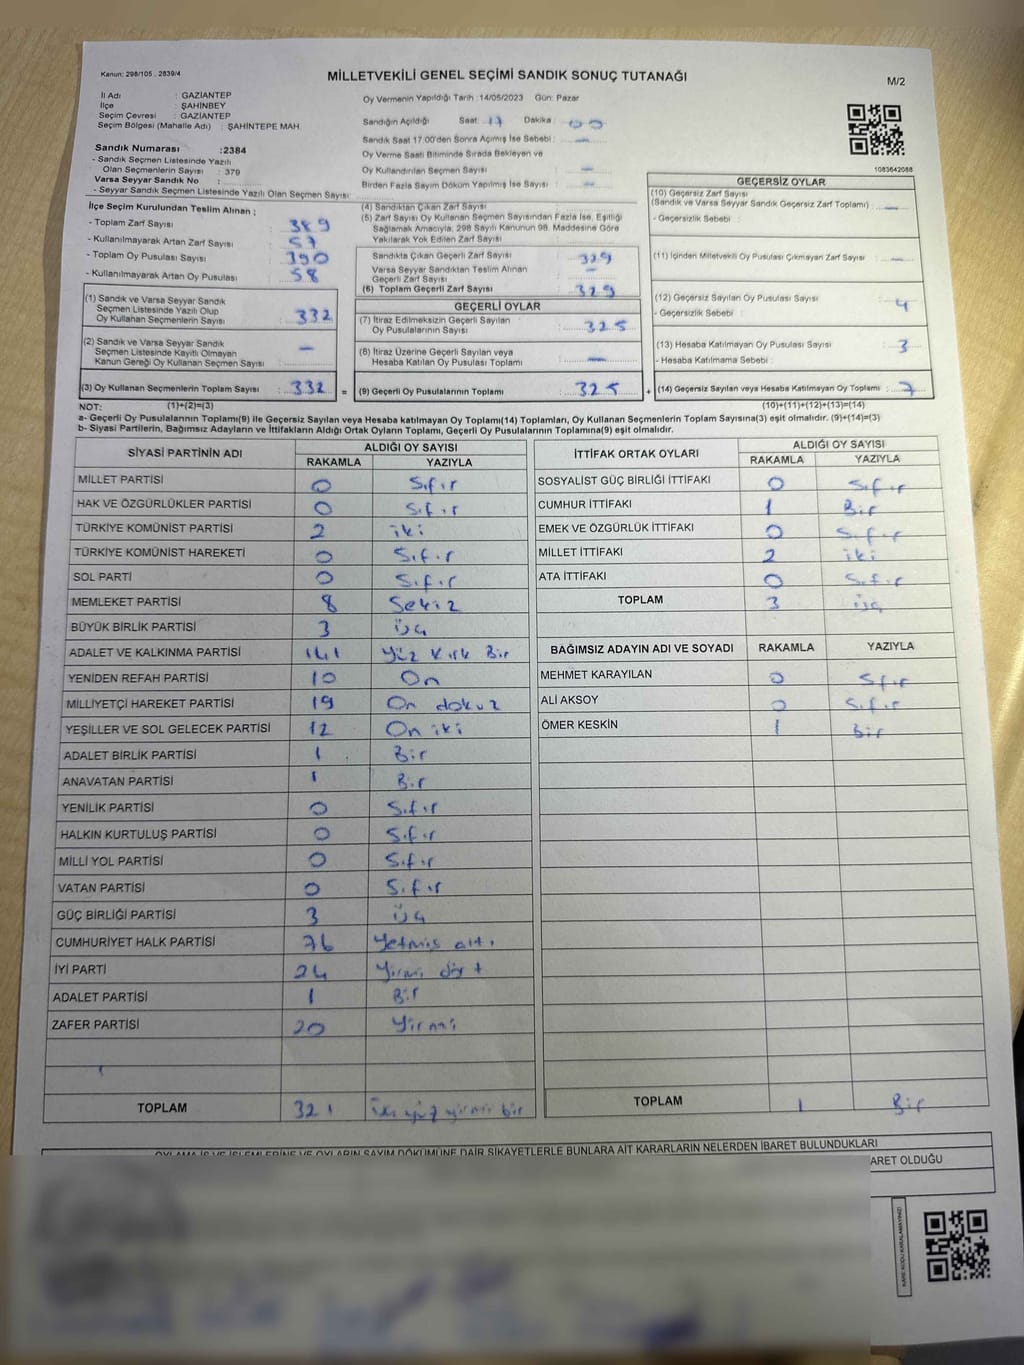 Kanun: 298/105 , 2839/4
MİLLETVEKİLİ GENEL SEÇİMİ SANDIK SONUÇ TUTANAĞI
M/2
İl Adı : GAZİANTEP
İlçe : ŞAHİNBEY
Seçim Çevresi : GAZİANTEP
Seçim Bölgesi (Mahalle Adı) : ŞAHİNTEPE MAH.
Oy Vermenin Yapıldığı Tarih : 14/05/2023 Gün: Pazar
Sandığın Açıldığı Saat : 17 Dakika : 00
Sandık Saat 17.00'den Sonra Açılmış İse Sebebi : -
Oy Verme Saati Bitiminde Sırada Bekleyen ve
Oy Kullandırılan Seçmen Sayısı : -
Birden Fazla Sayım Döküm Yapılmış İse Sayısı : -
1083642088
Sandık Numarası : 2384
- Sandık Seçmen Listesinde Yazılı
Olan Seçmenlerin Sayısı : 379
Varsa Seyyar Sandık No :
- Seyyar Sandık Seçmen Listesinde Yazılı Olan Seçmen Sayısı:
İlçe Seçim Kurulundan Teslim Alınan ;
- Toplam Zarf Sayısı : 389
- Kullanılmayarak Artan Zarf Sayısı : 57
- Toplam Oy Pusulası Sayısı : 390
- Kullanılmayarak Artan Oy Pusulası : 58
(4) Sandıktan Çıkan Zarf Sayısı :
(5) Zarf Sayısı Oy Kullanan Seçmen Sayısından Fazla İse, Eşitliği
Sağlamak Amacıyla, 298 Sayılı Kanunun 98. Maddesine Göre
Yakılarak Yok Edilen Zarf Sayısı :
Sandıkta Çıkan Geçerli Zarf Sayısı : 329
Varsa Seyyar Sandıktan Teslim Alınan
Geçerli Zarf Sayısı : -
(6) Toplam Geçerli Zarf Sayısı : 329
GEÇERSİZ OYLAR
(10) Geçersiz Zarf Sayısı
(Sandık ve Varsa Seyyar Sandık Geçersiz Zarf Toplamı) : -
- Geçersizlik Sebebi :
(11) İçinden Milletvekili Oy Pusulası Çıkmayan Zarf Sayısı : -
(12) Geçersiz Sayılan Oy Pusulası Sayısı : 4
- Geçersizlik Sebebi :
(13) Hesaba Katılmayan Oy Pusulası Sayısı : 3
- Hesaba Katılmama Sebebi :
(14) Geçersiz Sayılan veya Hesaba Katılmayan Oy Toplamı : 7
(10)+(11)+(12)+(13)=(14)
(1) Sandık ve Varsa Seyyar Sandık
Seçmen Listesinde Yazılı Olup
Oy Kullanan Seçmenlerin Sayısı : 332
(2) Sandık ve Varsa Seyyar Sandık
Seçmen Listesinde Kayıtlı Olmayan
Kanun Gereği Oy Kullanan Seçmen Sayısı : -
(3) Oy Kullanan Seçmenlerin Toplam Sayısı : 332 =
GEÇERLİ OYLAR
(7) İtiraz Edilmeksizin Geçerli Sayılan
Oy Pusulalarının Sayısı : 325
(8) İtiraz Üzerine Geçerli Sayılan veya
Hesaba Katılan Oy Pusulası Toplamı : -
(9) Geçerli Oy Pusulalarının Toplamı : 325 +
NOT: (1)+(2)=(3)
a- Geçerli Oy Pusulalarının Toplamı(9) ile Geçersiz Sayılan veya Hesaba katılmayan Oy Toplamı(14) Toplamları, Oy Kullanan Seçmenlerin Toplam Sayısına(3) eşit olmalıdır. (9)+(14)=(3)
b- Siyasi Partilerin, Bağımsız Adayların ve İttifakların Aldığı Ortak Oyların Toplamı, Geçerli Oy Pusulalarının Toplamına(9) eşit olmalıdır.
SİYASİ PARTİNİN ADI ALDIĞI OY SAYISI
RAKAMLA YAZIYLA
MİLLET PARTİSİ 0 Sıfır
HAK VE ÖZGÜRLÜKLER PARTİSİ 0 Sıfır
TÜRKİYE KOMÜNİST PARTİSİ 2 iki
TÜRKİYE KOMÜNİST HAREKETİ 0 Sıfır
SOL PARTİ 0 Sıfır
MEMLEKET PARTİSİ 8 Sekiz
BÜYÜK BİRLİK PARTİSİ 3 üç
ADALET VE KALKINMA PARTİSİ 141 Yüz Kırk Bir
YENİDEN REFAH PARTİSİ 10 On
MİLLİYETÇİ HAREKET PARTİSİ 19 On dokuz
YEŞİLLER VE SOL GELECEK PARTİSİ 12 On iki
ADALET BİRLİK PARTİSİ 1 Bir
ANAVATAN PARTİSİ 1 Bir
YENİLİK PARTİSİ 0 Sıfır
HALKIN KURTULUŞ PARTİSİ 0 Sıfır
MİLLİ YOL PARTİSİ 0 Sıfır
VATAN PARTİSİ 0 Sıfır
GÜÇ BİRLİĞİ PARTİSİ 3 üç
CUMHURİYET HALK PARTİSİ 76 Yetmiş altı
İYİ PARTİ 24 Yirmi dört
ADALET PARTİSİ 1 Bir
ZAFER PARTİSİ 20 Yirmi
TOPLAM 321 yüz yirmi bir
İTTİFAK ORTAK OYLARI ALDIĞI OY SAYISI
RAKAMLA YAZIYLA
SOSYALİST GÜÇ BİRLİĞİ İTTİFAKI 0 Sıfır
CUMHUR İTTİFAKI 1 Bir
EMEK VE ÖZGÜRLÜK İTTİFAKI 0 Sıfır
MİLLET İTTİFAKI 2 iki
ATA İTTİFAKI 0 Sıfır
TOPLAM 3 üç
BAĞIMSIZ ADAYIN ADI VE SOYADI RAKAMLA YAZIYLA
MEHMET KARAYILAN 0 Sıfır
ALİ AKSOY 0 Sıfır
ÖMER KESKİN 1 Bir
TOPLAM 1 Bir
OYLAMA İŞ VE İŞLEMLERİNE VE OYLARIN SAYIM DÖKÜMÜNE DAİR ŞİKAYETLERLE BUNLARA AİT KARARLARIN NELERDEN İBARET BULUNDUKLARI
ARET OLDUĞU